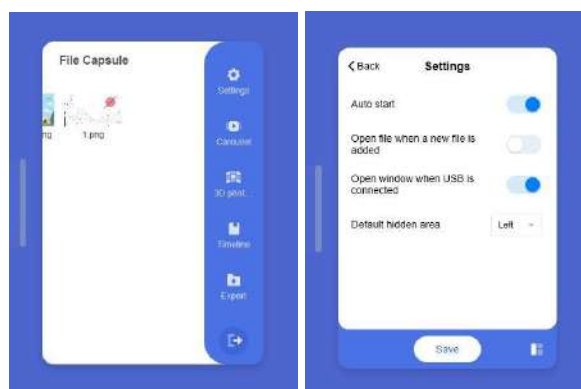 File Capsule
ng
1.png
Settings
Carousel
3D phot...
Timeline
Export
Back
Settings
Auto start
Open file when a new file is
added
Open window when USB is
connected
Default hidden area
Left
Save